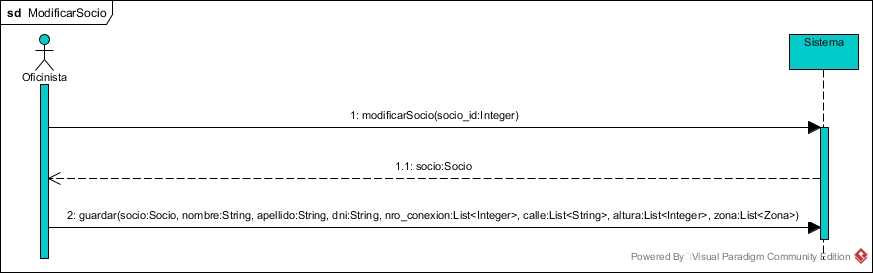 sd ModificarSocio
Oficinista
Sistema
1: modificarSocio(socio_id:Integer)
1.1: socio:Socio
2: guardar(socio:Socio, nombre:String, apellido:String, dni:String, nro_conexion:List<Integer>, calle:List<String>, altura:List<Integer>, zona:List<Zona>)
Powered By Visual Paradigm Community Edition